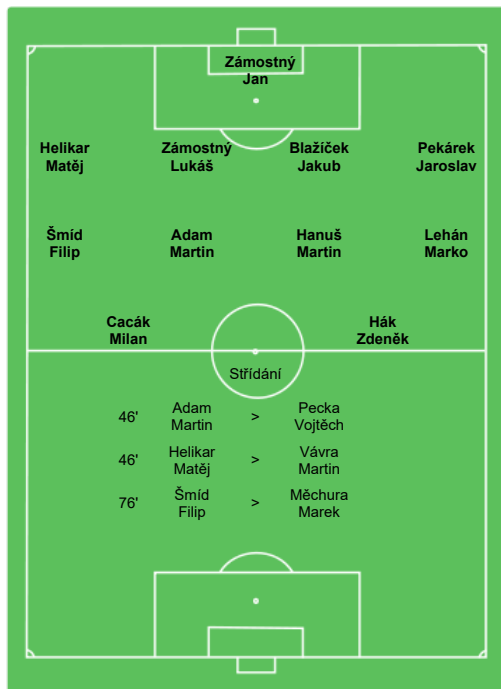 Zámostný
Jan
Helikar Zámostný Blažíček Pekárek
Matěj Lukáš Jakub Jaroslav
Šmíd Adam Hanuš Lehán
Filip Martin Martin Marko
Cacák Hák
Milan Zdeněk
Střídání
46' Adam Martin > Pecka Vojtěch
46' Helikar Matěj > Vávra Martin
76' Šmíd Filip > Měchura Marek